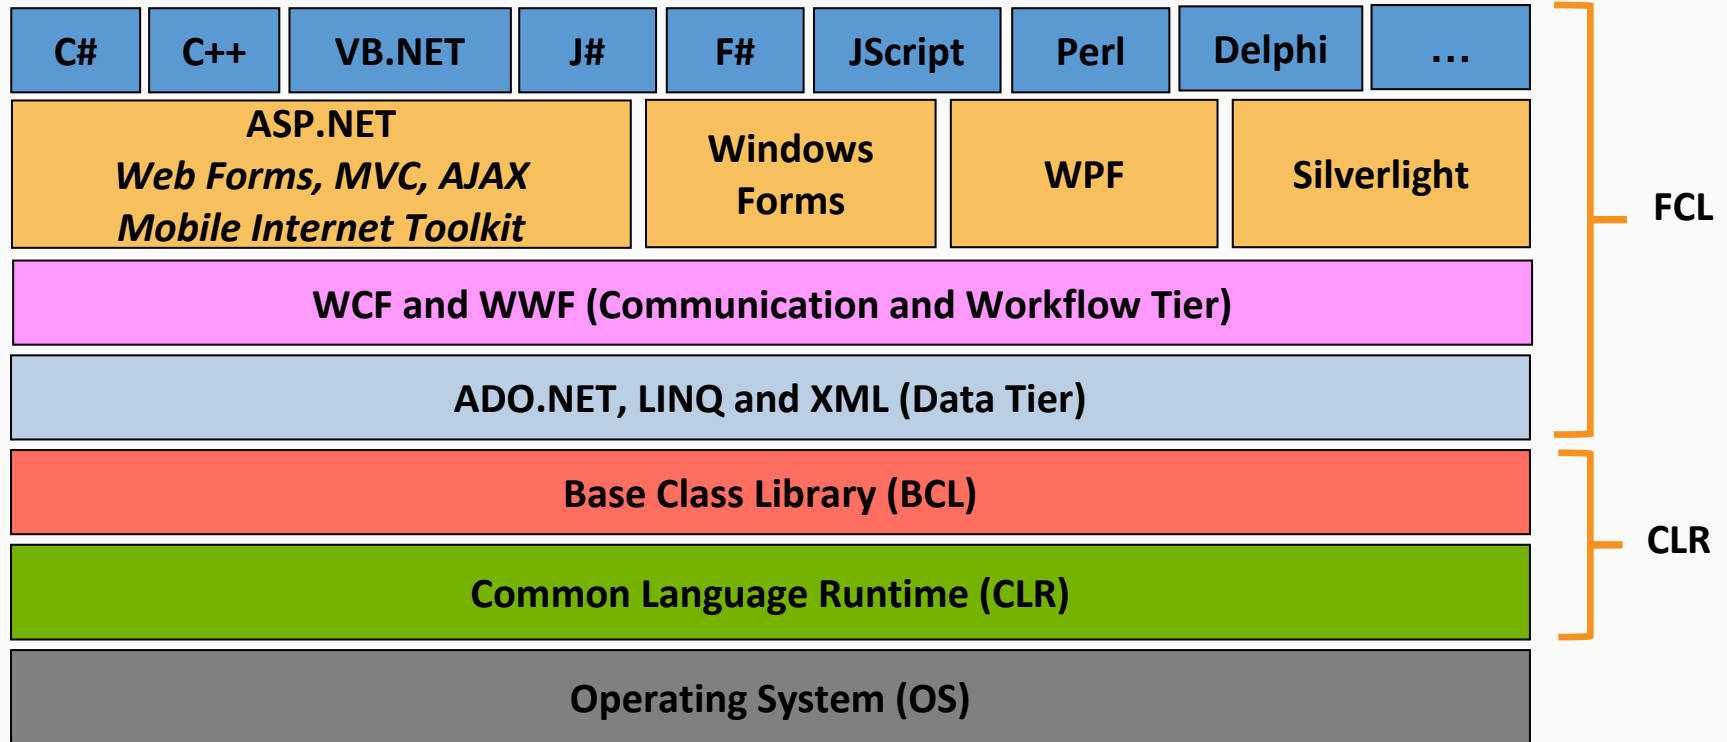 C#
C++
VB.NET
J#
F#
JScript
Perl
Delphi
...
ASP.NET
Web Forms, MVC, AJAX
Mobile Internet Toolkit
Windows
Forms
WPF
Silverlight
FCL
WCF and WWF (Communication and Workflow Tier)
ADO.NET, LINQ and XML (Data Tier)
Base Class Library (BCL)
CLR
Common Language Runtime (CLR)
Operating System (OS)